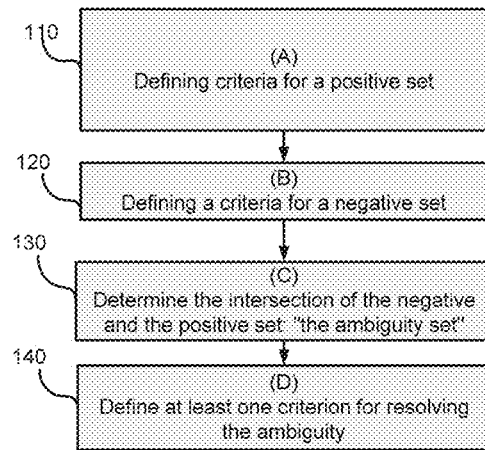 110
(A)
Defining criteria for a positive set
120
(B)
Defining a criteria for a negative set
130
(C)
Determine the intersection of the negative
and the positive set "the ambiguity set"
140
(D)
Define at least one criterion for resolving
the ambiguity